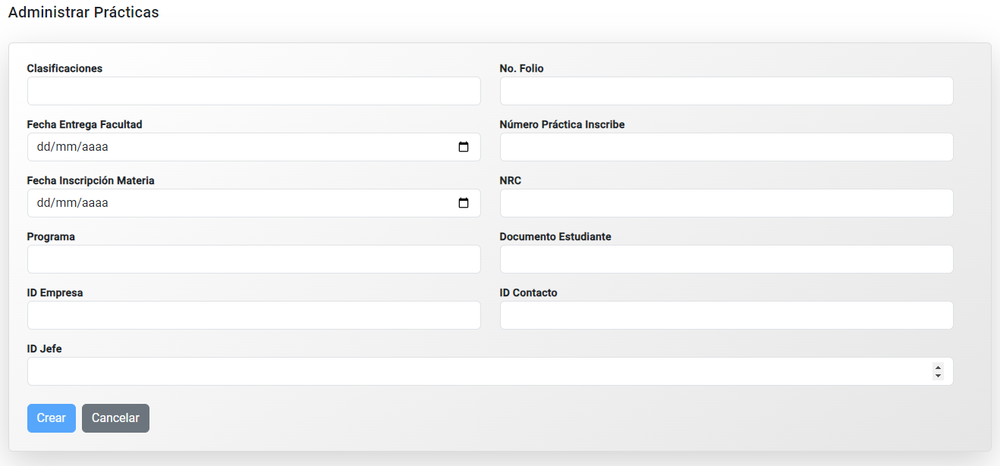 Administrar Prácticas
Clasificaciones
No. Folio
Fecha Entrega Facultad
dd/mm/aaaa
Número Práctica Inscribe
Fecha Inscripción Materia
dd/mm/aaaa
NRC
Programa
Documento Estudiante
ID Empresa
ID Contacto
ID Jefe
Crear
Cancelar